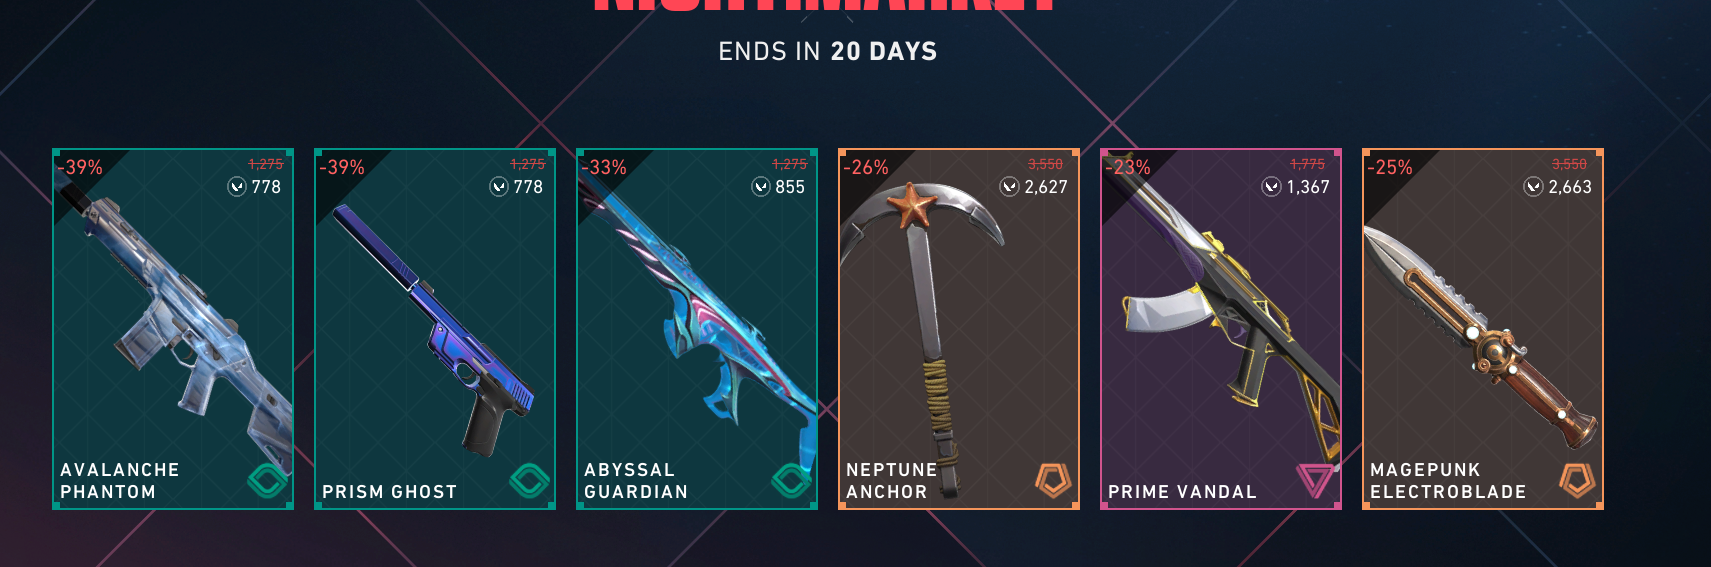 NIGHT.MARKET
ENDS IN 20 DAYS
-39%
1,275
778
AVALANCHE
PHANTOM
-39%
1,275
778
PRISM GHOST
-33%
1,275
855
ABYSSAL
GUARDIAN
-26%
3,550
2,627
NEPTUNE
ANCHOR
-23%
1,775
1,367
PRIME VANDAL
-25%
3,550
2,663
MAGEPUNK
ELECTROBLADE